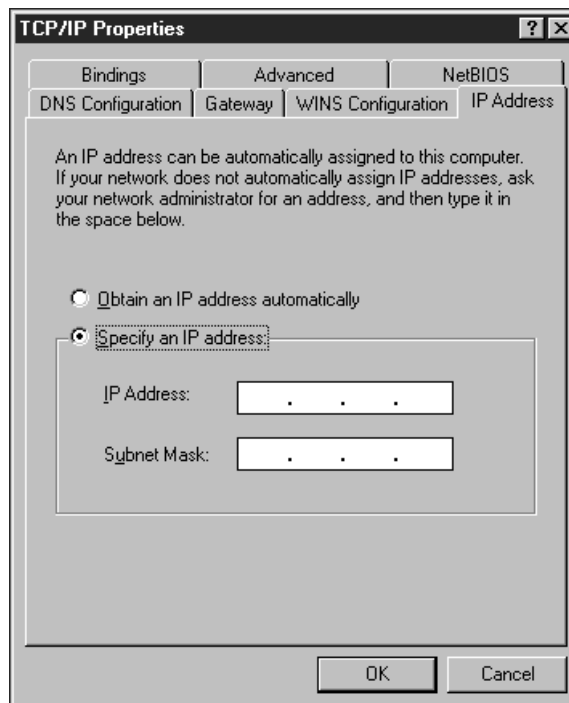 TCP/IP Properties
Bindings
Advanced
NetBIOS
DNS Configuration
Gateway
WINS Configuration
IP Address
An IP address can be automatically assigned to this computer.
If your network does not automatically assign IP addresses, ask
your network administrator for an address, and then type it in
the space below.
Obtain an IP address automatically
Specify an IP address:
IP Address:
. . .
Subnet Mask:
. . .
OK
Cancel